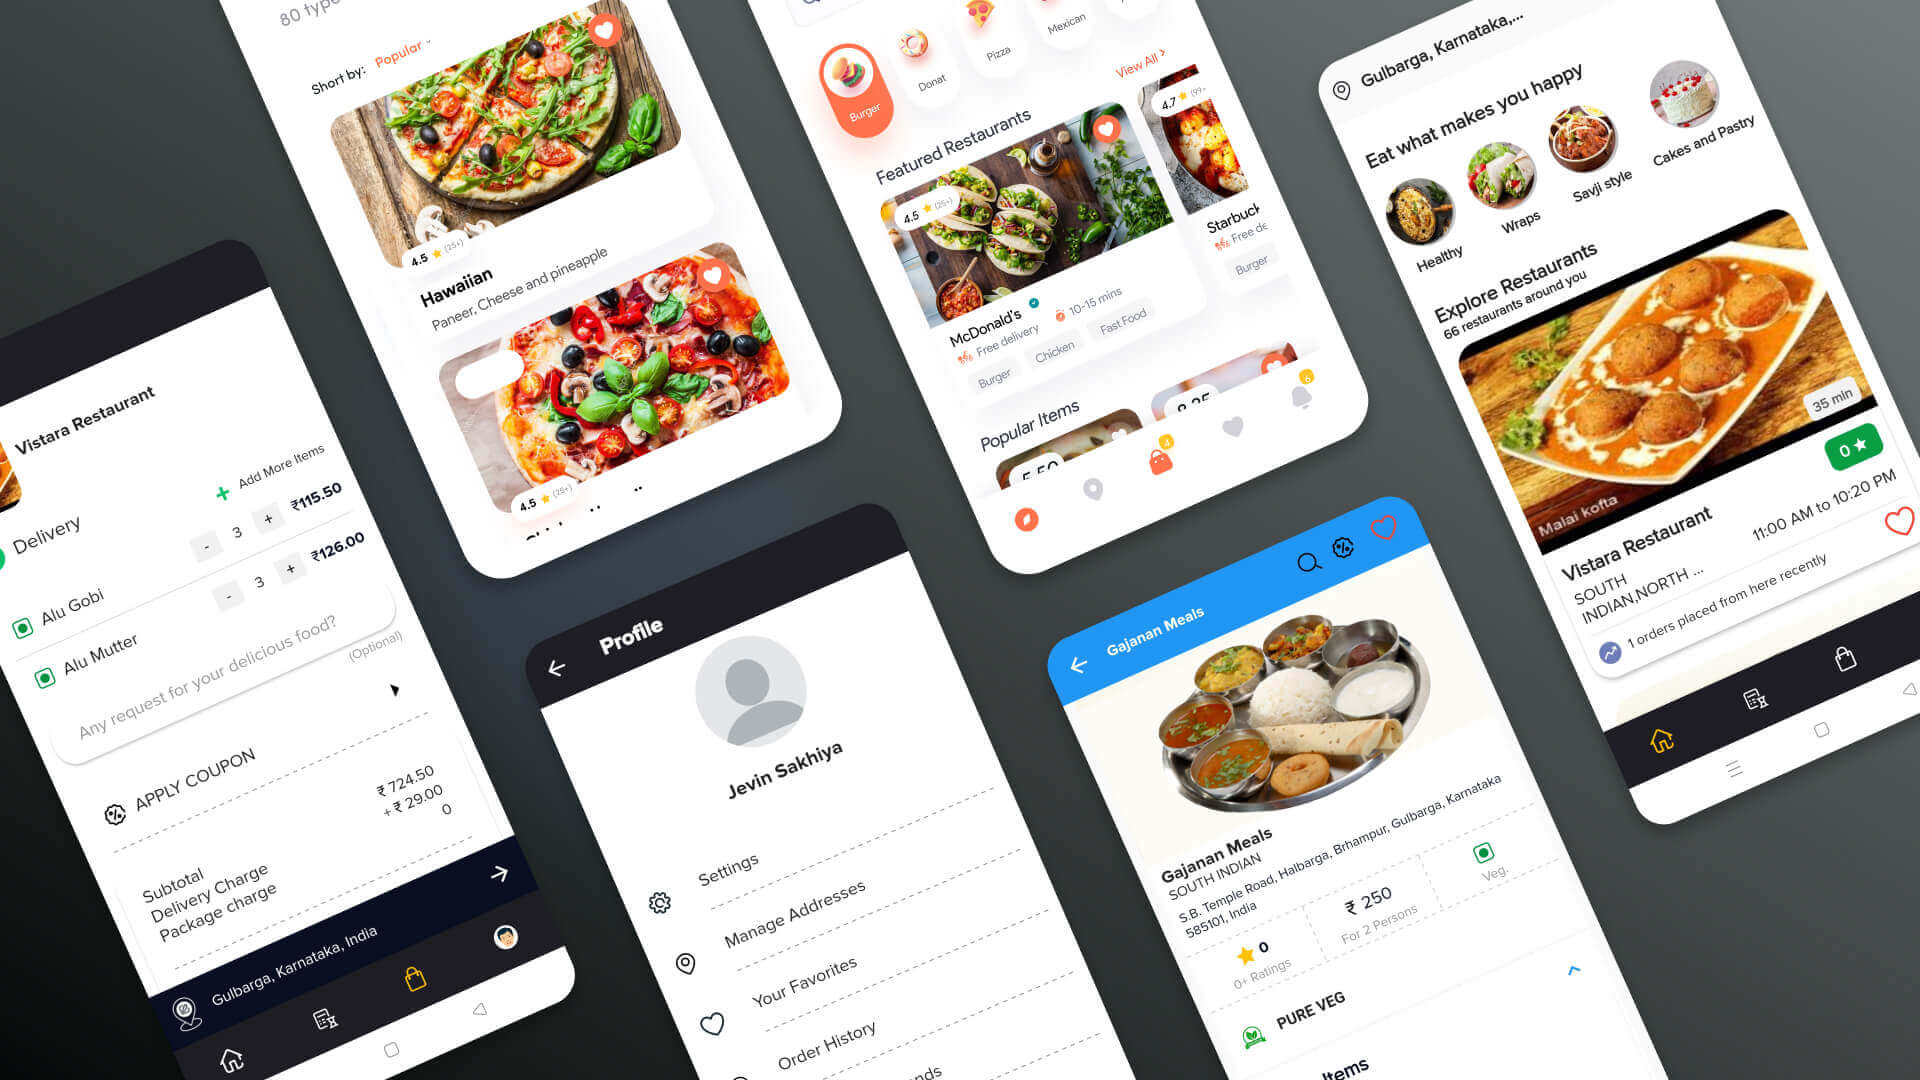 80 type
Short by: Popular
4.5 (25+)
Hawaiian
Paneer, Cheese and pineapple
4.5 (25+)
Burger
Donat
Pizza
Mexican
View All >
Featured Restaurants
4.5 (25+)
4.7 (99+
McDonald's
Free delivery 10-15 mins
Burger Chicken Fast Food
Starbuck
Free de
Burger
Popular Items
5.50
8.25
4
6
Gulbarga, Karnataka,...
Eat what makes you happy
Healthy
Wraps
Savji style
Cakes and Pastry
Explore Restaurants
66 restaurants around you
Malai kofta
35 min
0
Vistara Restaurant
11:00 AM to 10:20 PM
SOUTH
INDIAN,NORTH ...
1 orders placed from here recently
Vistara Restaurant
Delivery
+ Add More Items
Alu Gobi - 3 + ₹115.50
Alu Mutter - 3 + ₹126.00
Any request for your delicious food?
(Optional)
APPLY COUPON
Subtotal ₹ 724.50
Delivery Charge + ₹ 29.00
Package charge 0
Gulbarga, Karnataka, India
Profile
Jevin Sakhiya
Settings
Manage Addresses
Your Favorites
Order History
nds
Gajanan Meals
Gajanan Meals
SOUTH INDIAN
S.B. Temple Road, Halbarga, Brhampur, Gulbarga, Karnataka
585101, India
0
0+ Ratings
₹ 250
For 2 Persons
Veg.
PURE VEG
Items